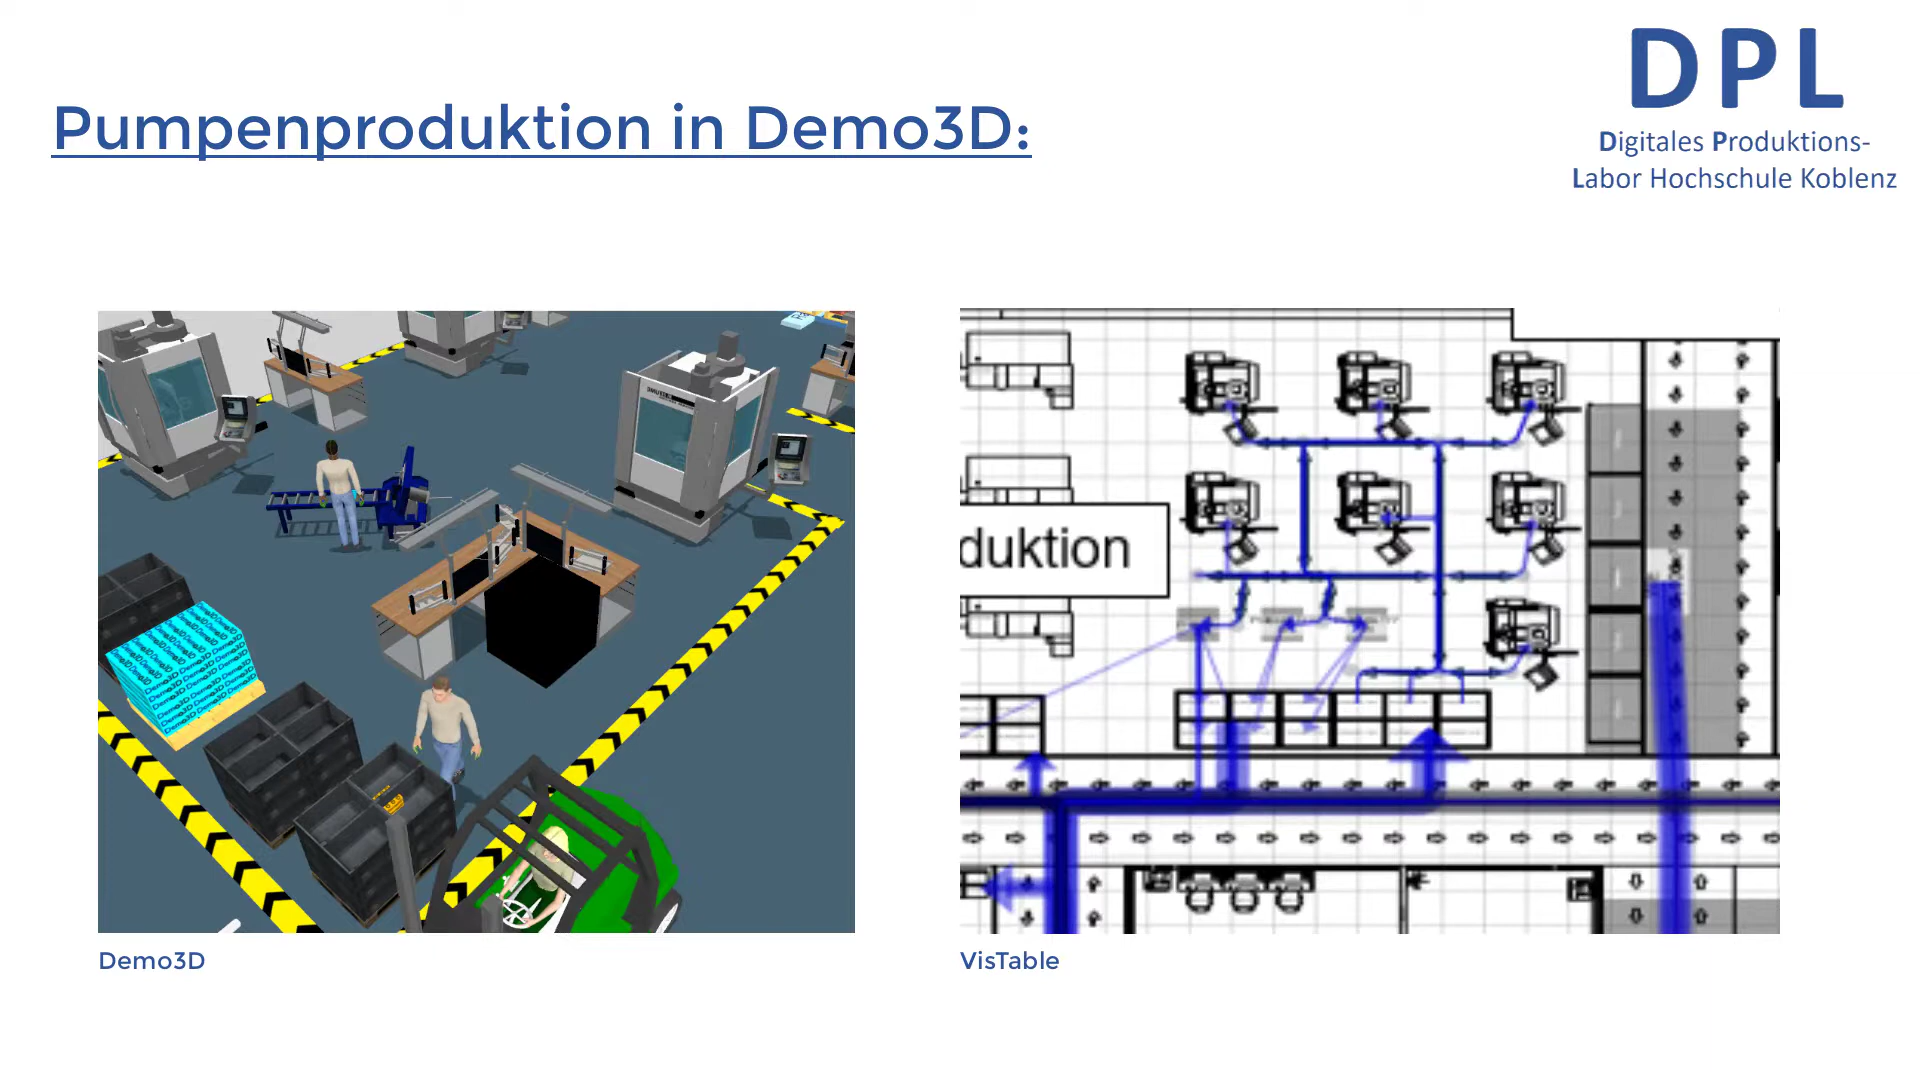 DPL
Digitales Produktions-
Labor Hochschule Koblenz
Pumpenproduktion in Demo3D:
duktion
Demo3D
VisTable